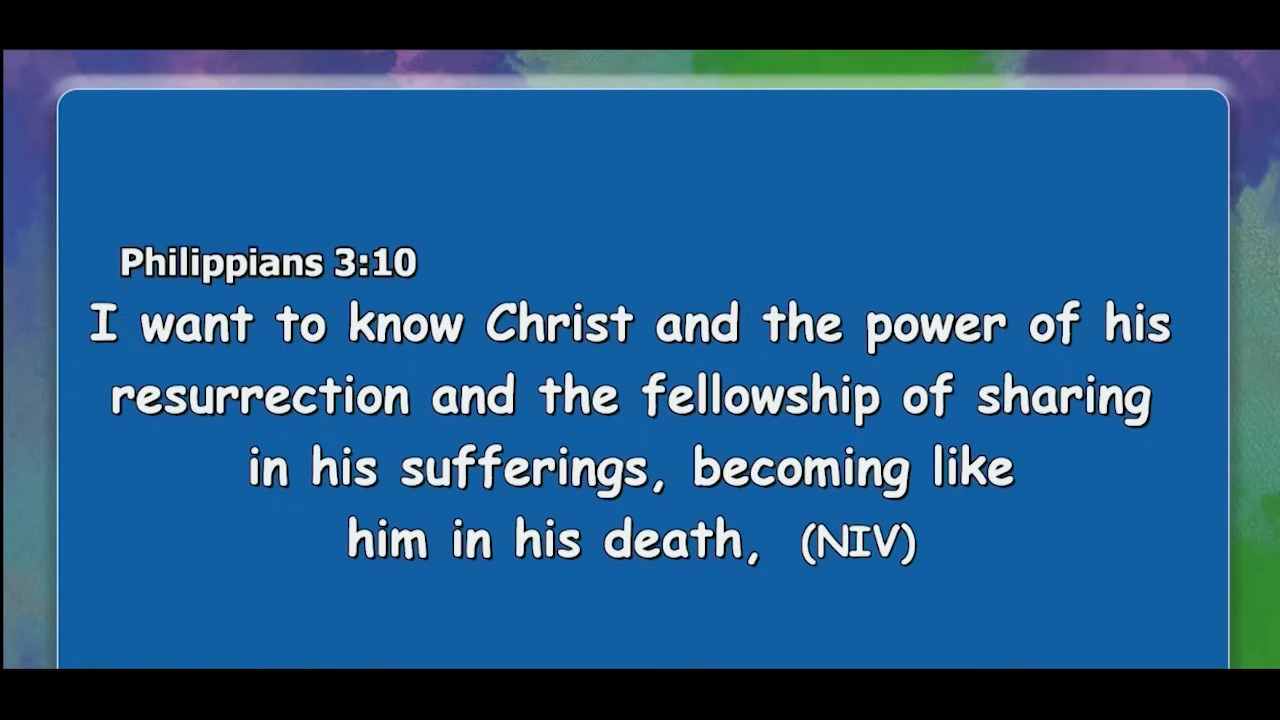 Philippians 3:10
I want to know Christ and the power of his
resurrection and the fellowship of sharing
in his sufferings, becoming like
him in his death, (NIV)